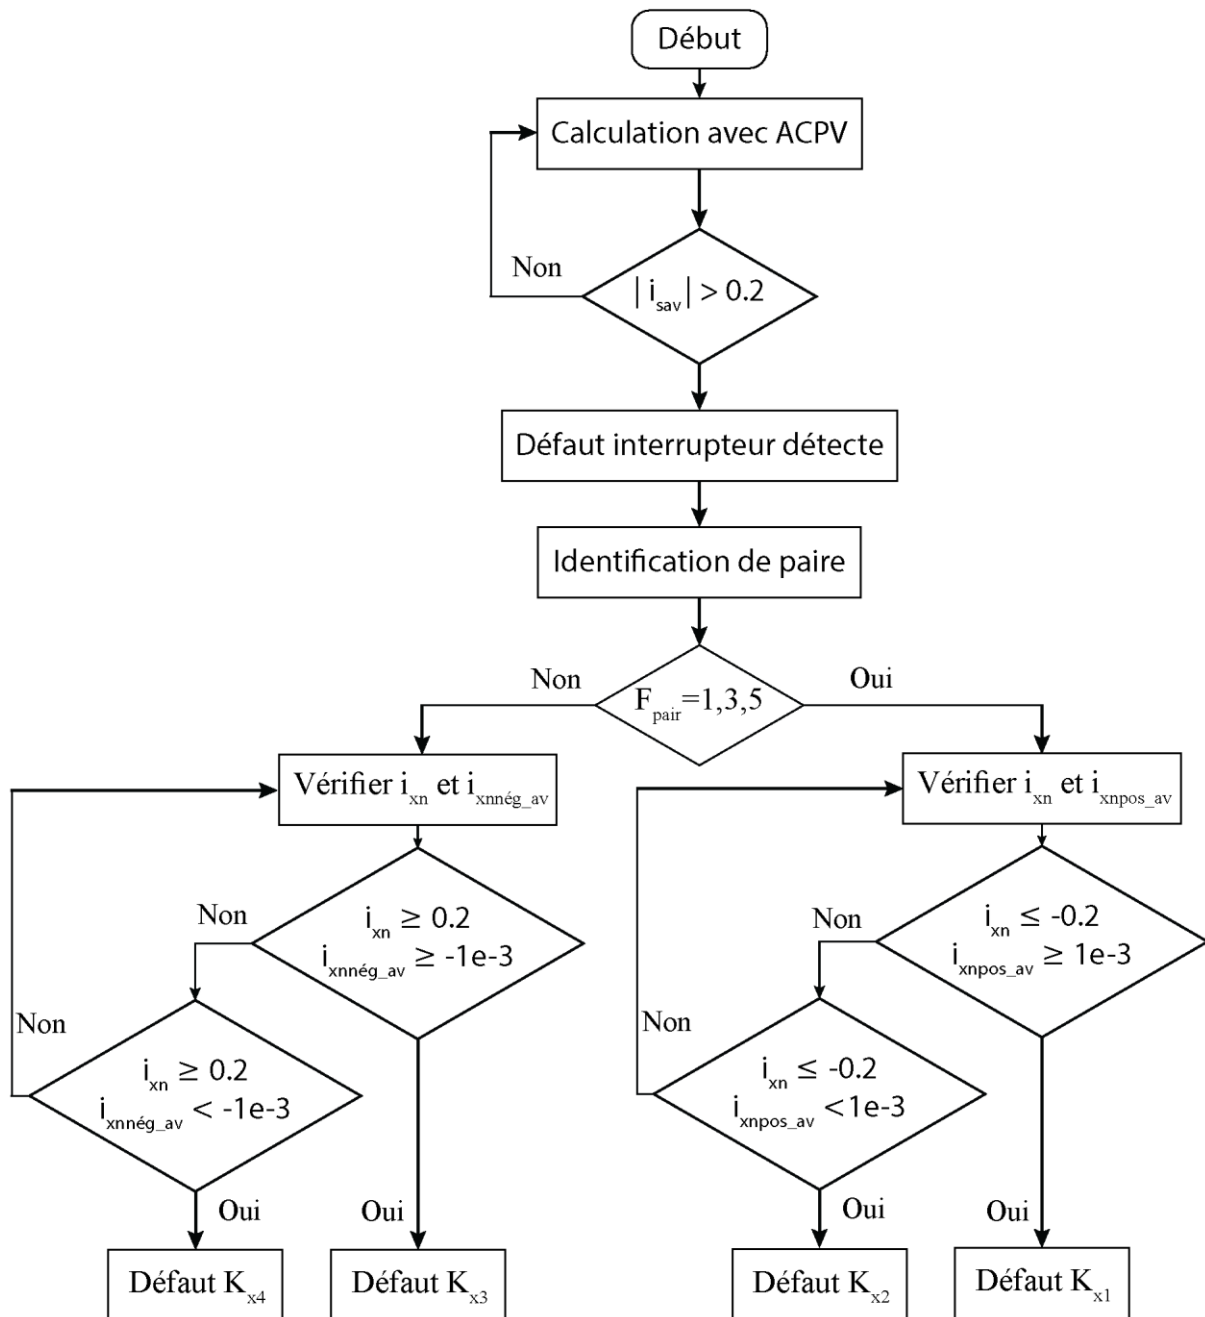 Début
Calculation avec ACPV
Non
| i_sav | > 0.2
Défaut interrupteur détecte
Identification de paire
Non
Oui
F_pair=1,3,5
Vérifier i_xn et i_xnnég_av
Vérifier i_xn et i_xnpos_av
Non
i_xn ≥ 0.2
i_xnnég_av ≥ -1e-3
Non
i_xn ≤ -0.2
i_xnpos_av ≥ 1e-3
Non
i_xn ≥ 0.2
i_xnnég_av < -1e-3
Non
i_xn ≤ -0.2
i_xnpos_av <1e-3
Oui
Oui
Oui
Oui
Défaut K_x4
Défaut K_x3
Défaut K_x2
Défaut K_x1